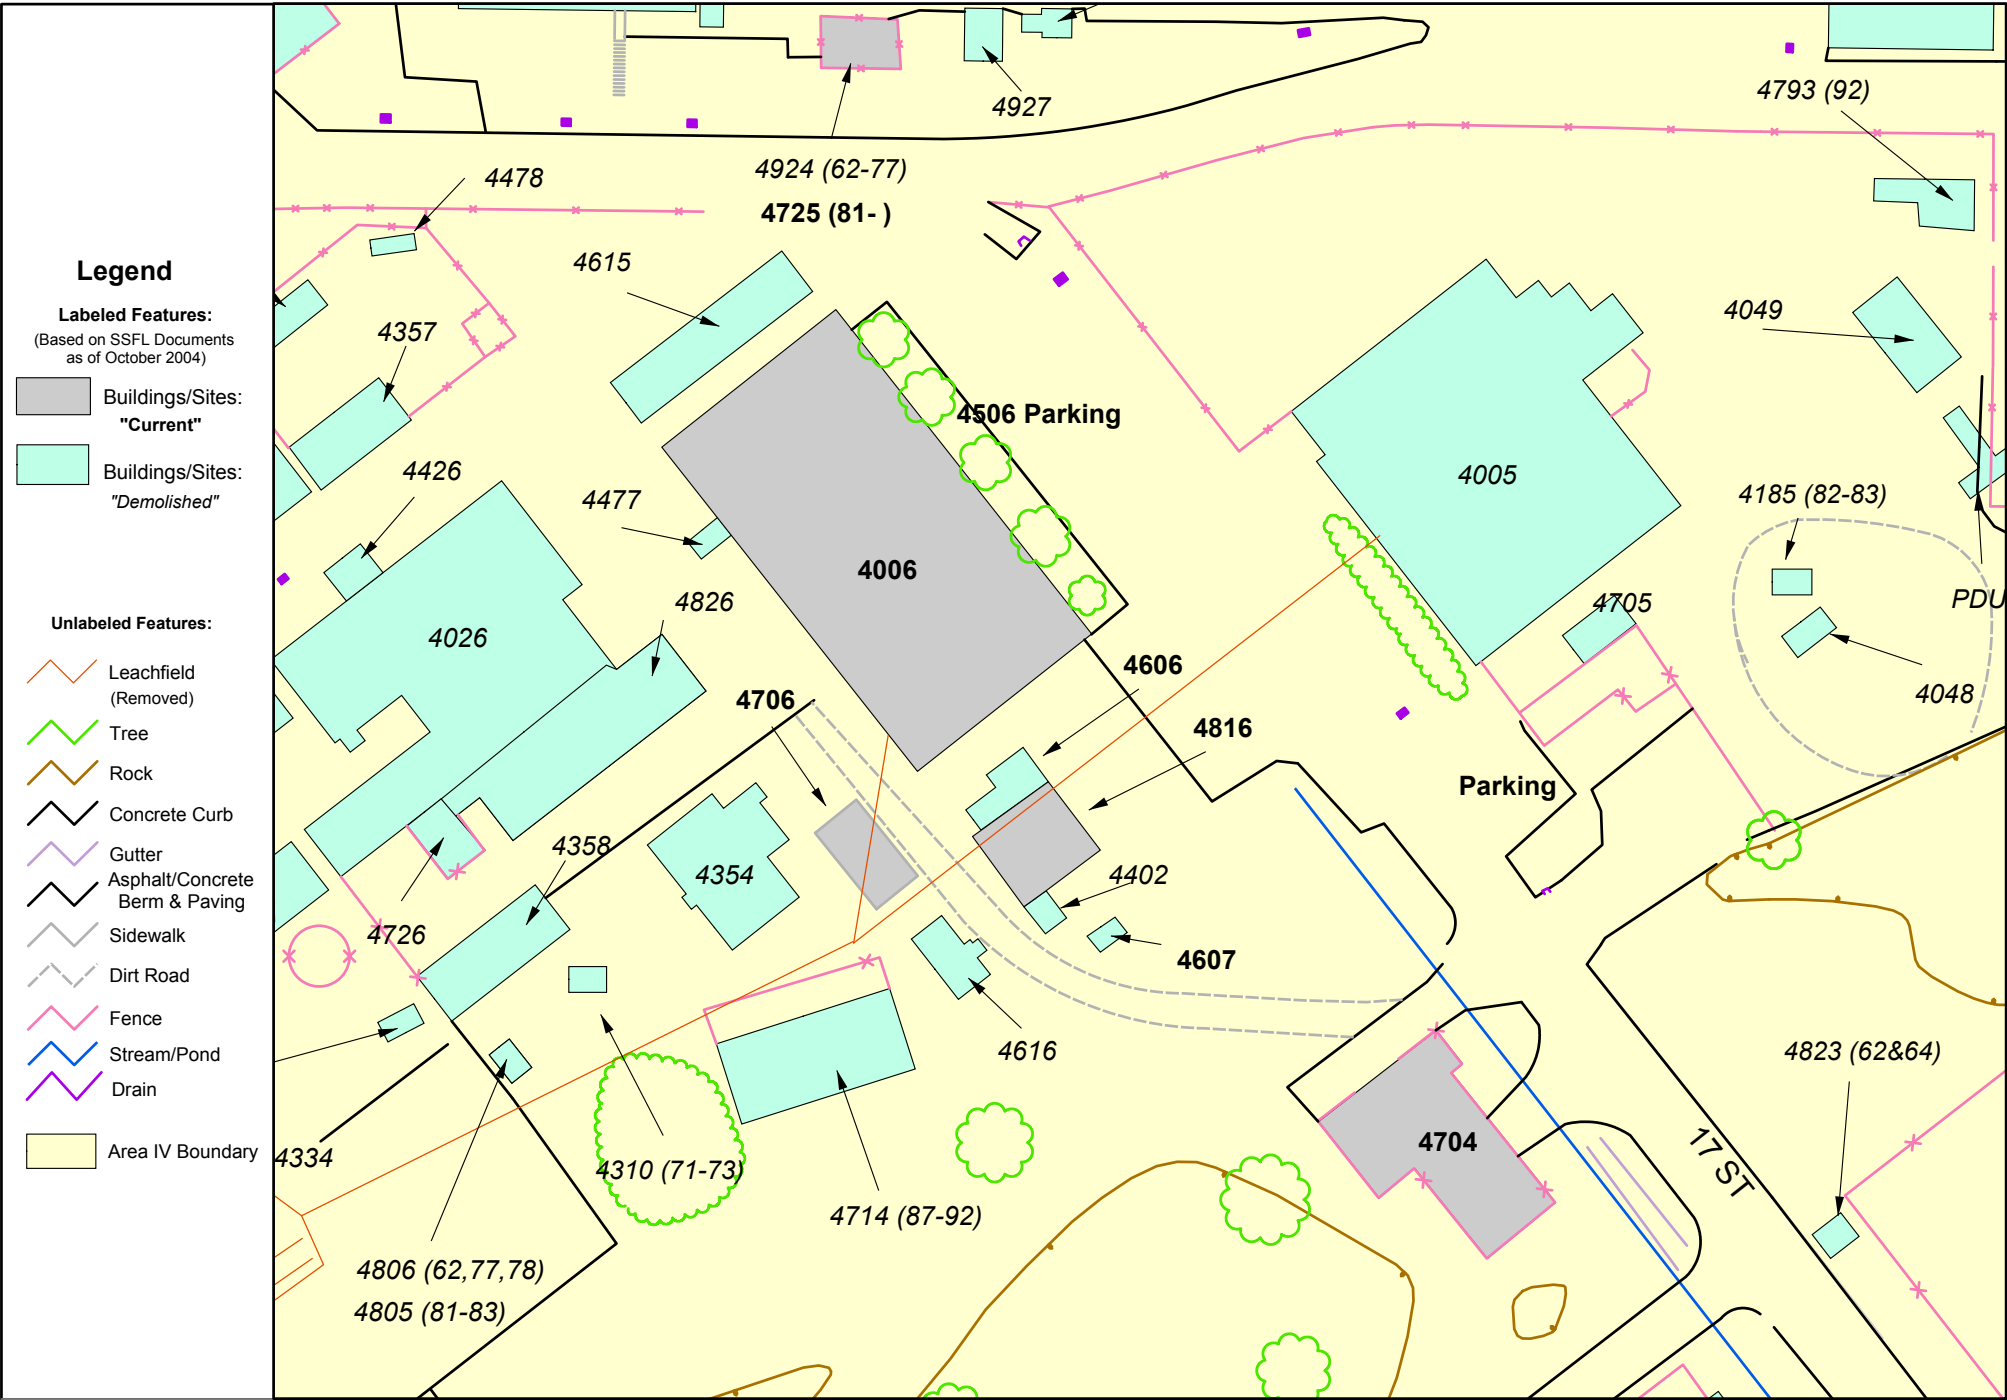 Legend
Labeled Features:
(Based on SSFL Documents
as of October 2004)
Buildings/Sites:
"Current"
Buildings/Sites:
"Demolished"
Unlabeled Features:
Leachfield
(Removed)
Tree
Rock
Concrete Curb
Gutter
Asphalt/Concrete
Berm & Paving
Sidewalk
Dirt Road
Fence
Stream/Pond
Drain
Area IV Boundary
4927
4793 (92)
4924 (62-77)
4725 (81- )
4478
4615
4357
4049
4506 Parking
4426
4477
4005
4185 (82-83)
4006
4826
4026
4705
PDU
4706
4606
4048
4816
Parking
4358
4354
4402
4726
4607
4616
4823 (62&64)
4334
4310 (71-73)
4704
17 ST
4714 (87-92)
4806 (62,77,78)
4805 (81-83)